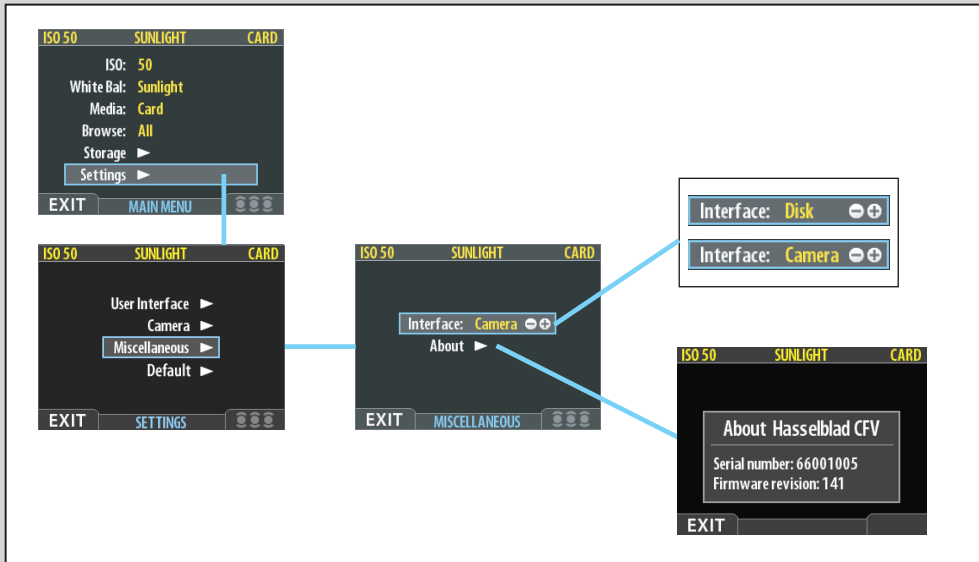 ISO 50 SUNLIGHT CARD
ISO: 50
White Bal: Sunlight
Media: Card
Browse: All
Storage
Settings
EXIT MAIN MENU
ISO 50 SUNLIGHT CARD
User Interface
Camera
Miscellaneous
Default
EXIT SETTINGS
ISO 50 SUNLIGHT CARD
Interface: Camera
About
EXIT MISCELLANEOUS
Interface: Disk
Interface: Camera
ISO 50 SUNLIGHT CARD
About Hasselblad CFV
Serial number: 66001005
Firmware revision: 141
EXIT